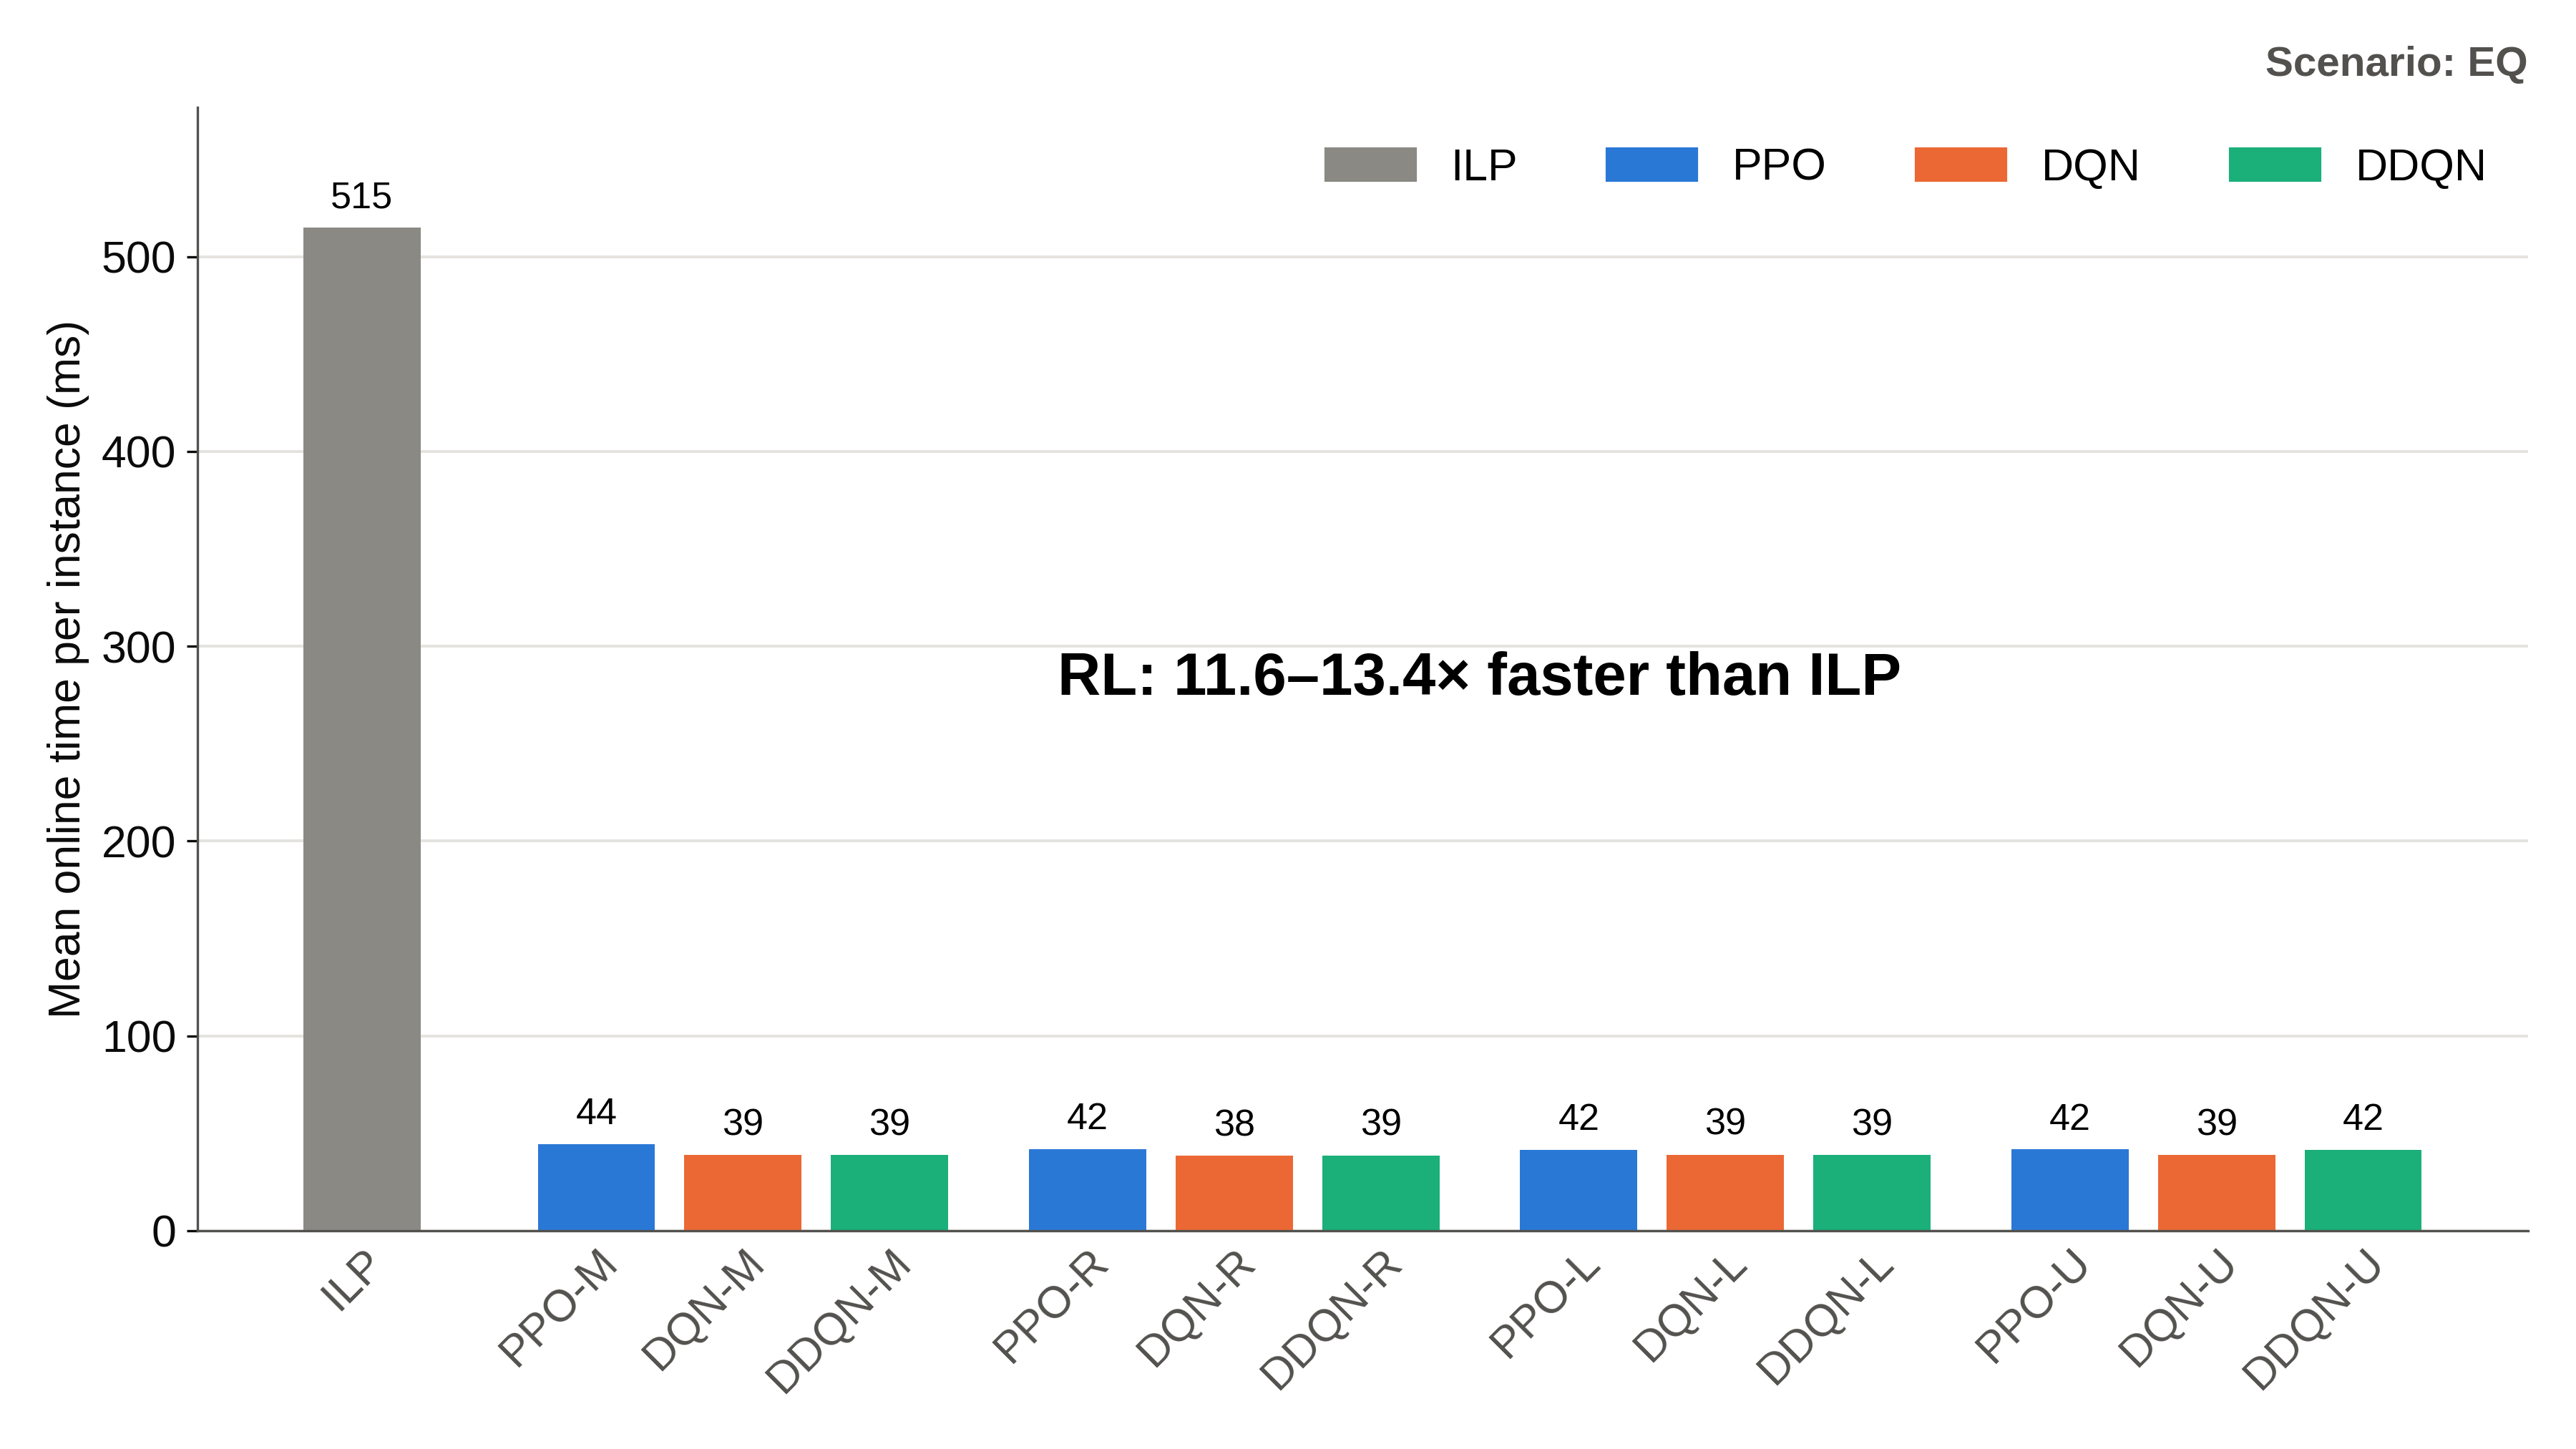 Scenario: EQ
ILP PPO DQN DDQN
Mean online time per instance (ms)
500
400
300
200
100
0
515
RL: 11.6–13.4× faster than ILP
44 39 39 42 38 39 42 39 39 42 39 42
ILP PPO-M DQN-M DDQN-M PPO-R DQN-R DDQN-R PPO-L DQN-L DDQN-L PPO-U DQN-U DDQN-U